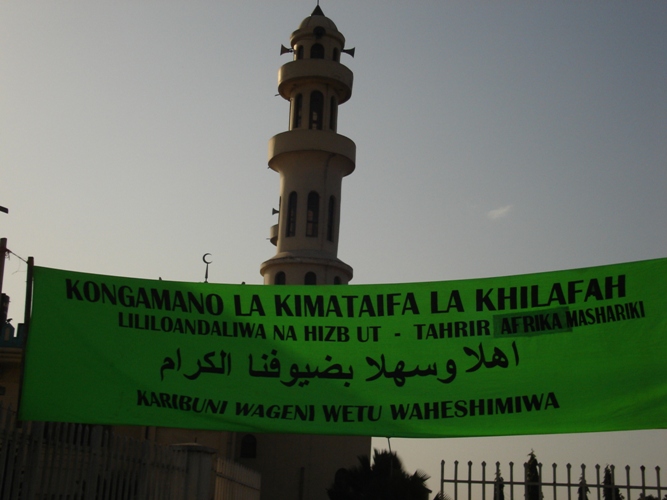 KONGAMANO LA KIMATAIFA LA KHILAFAH
LILILOANDALIWA NA HIZB UT - TAHRIR AFRIKA MASHARIKI
اهلا وسهلا بضيوفنا الكرام
KARIBUNI WAGENI WETU WAHESHIMIWA